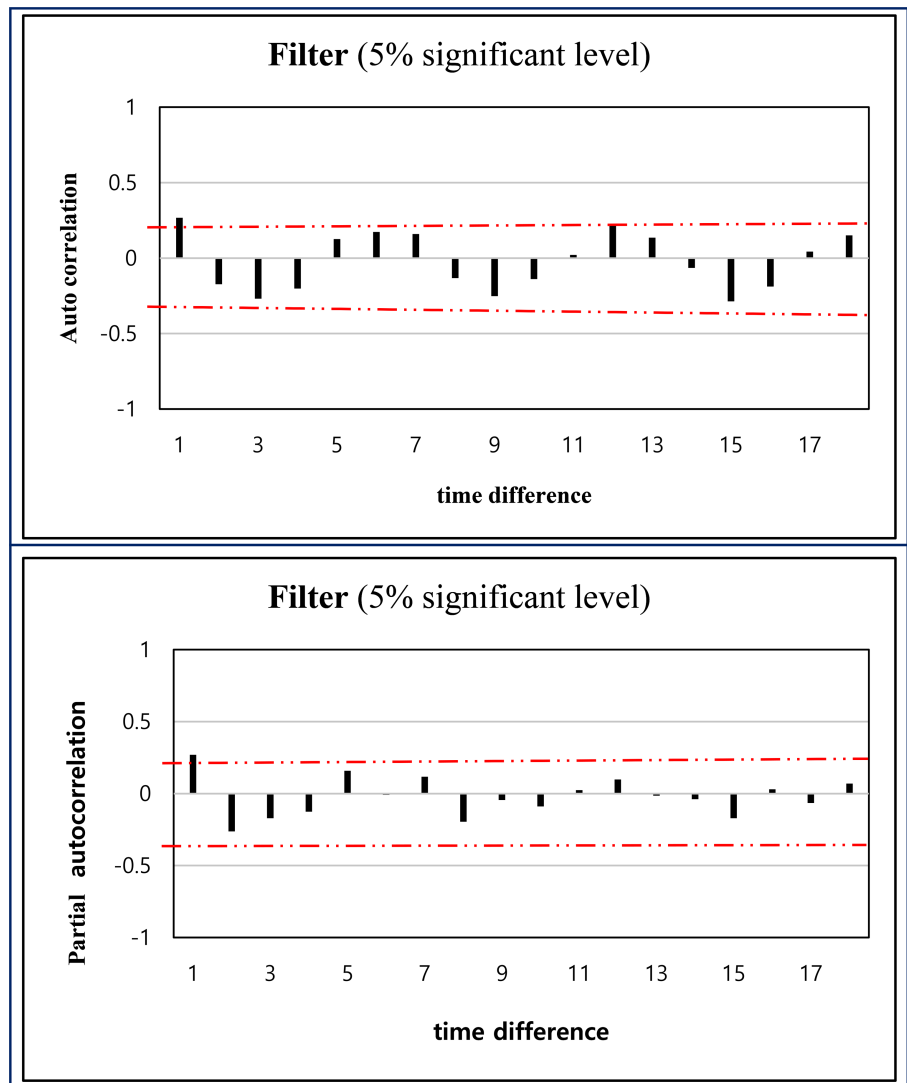 Filter (5% significant level)
1
0.5
0
-0.5
-1
Auto correlation
1 3 5 7 9 11 13 15 17
time difference
Filter (5% significant level)
1
0.5
0
-0.5
-1
Partial autocorrelation
1 3 5 7 9 11 13 15 17
time difference